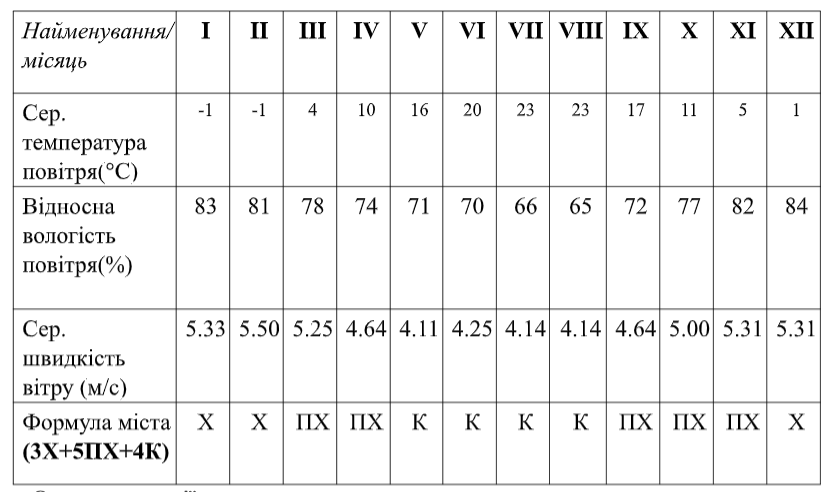 Найменування/ I II III IV V VI VII VIII IX X XI XII
місяць
Сер. -1 -1 4 10 16 20 23 23 17 11 5 1
температура
повітря(°C)
Відносна 83 81 78 74 71 70 66 65 72 77 82 84
вологість
повітря(%)
Сер. 5.33 5.50 5.25 4.64 4.11 4.25 4.14 4.14 4.64 5.00 5.31 5.31
швидкість
вітру (м/с)
Формула міста Х Х ПХ ПХ К К К К ПХ ПХ ПХ Х
(3Х+5ПХ+4К)